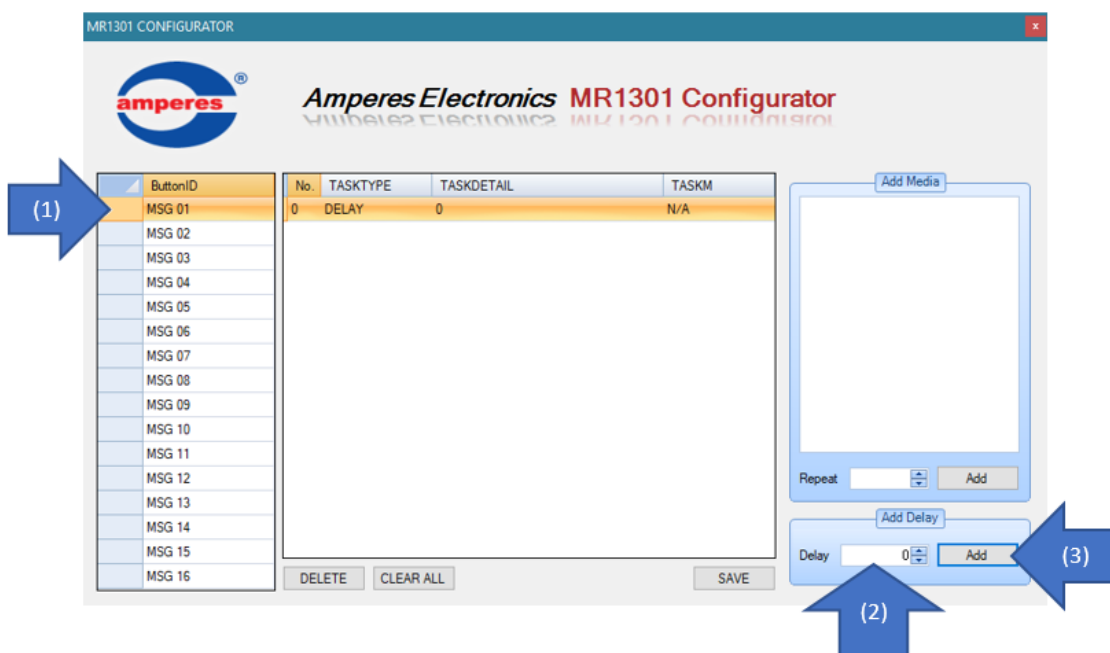 MR1301 CONFIGURATOR
x
amperes ®
Amperes Electronics MR1301 Configurator
ButtonID
MSG 01
MSG 02
MSG 03
MSG 04
MSG 05
MSG 06
MSG 07
MSG 08
MSG 09
MSG 10
MSG 11
MSG 12
MSG 13
MSG 14
MSG 15
MSG 16
(1)
No. TASKTYPE TASKDETAIL TASKM
0 DELAY 0 N/A
DELETE CLEAR ALL SAVE
Add Media
Repeat Add
Add Delay
Delay 0 Add
(3)
(2)